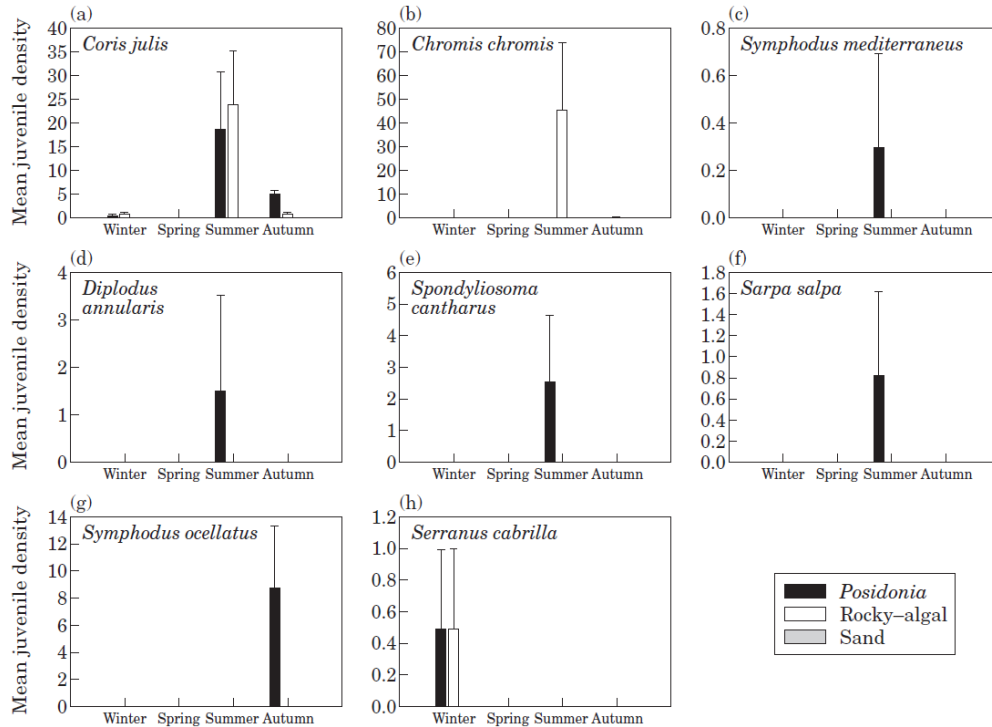 (a)
Coris julis
Mean juvenile density
40
35
30
25
20
15
10
5
0
Winter Spring Summer Autumn
(b)
Chromis chromis
80
70
60
50
40
30
20
10
0
Winter Spring Summer Autumn
(c)
Symphodus mediterraneus
0.8
0.6
0.4
0.2
0.0
Winter Spring Summer Autumn
(d)
Diplodus
annularis
Mean juvenile density
4
3
2
1
0
Winter Spring Summer Autumn
(e)
Spondyliosoma
cantharus
6
5
4
3
2
1
0
Winter Spring Summer Autumn
(f)
Sarpa salpa
1.8
1.6
1.4
1.2
1.0
0.8
0.6
0.4
0.2
0.0
Winter Spring Summer Autumn
(g)
Symphodus ocellatus
Mean juvenile density
14
12
10
8
6
4
2
0
Winter Spring Summer Autumn
(h)
Serranus cabrilla
1.2
1.0
0.8
0.6
0.4
0.2
0.0
Winter Spring Summer Autumn
Posidonia
Rocky–algal
Sand